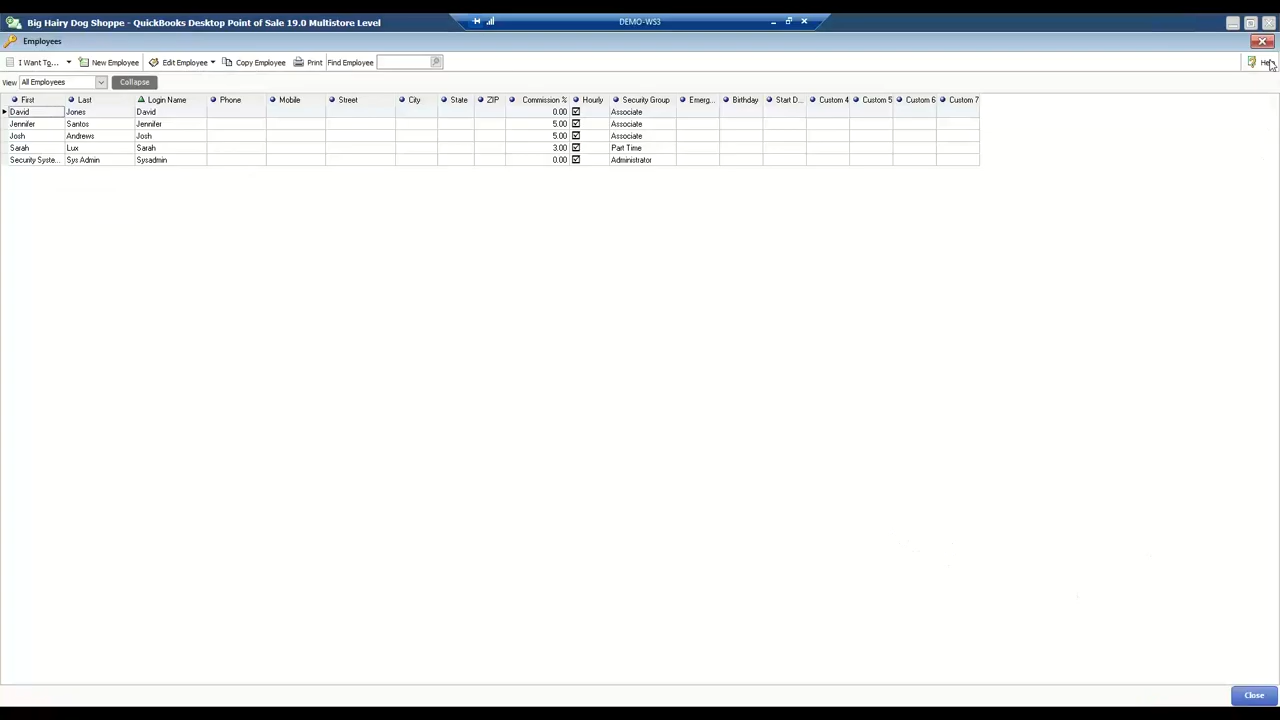 Big Hairy Dog Shoppe - QuickBooks Desktop Point of Sale 19.0 Multistore Level DEMO-WS3
Employees
I Want To... New Employee Edit Employee Copy Employee Print Find Employee
View All Employees Collapse
First Last Login Name Phone Mobile Street City State ZIP Commission % Hourly Security Group Emerg... Birthday Start D... Custom 4 Custom 5 Custom 6 Custom 7
David Jones David 0.00 Associate
Jennifer Santos Jennifer 5.00 Associate
Josh Andrews Josh 5.00 Associate
Sarah Lux Sarah 3.00 Part Time
Security Syste... Sys Admin Sysadmin 0.00 Administrator
Close